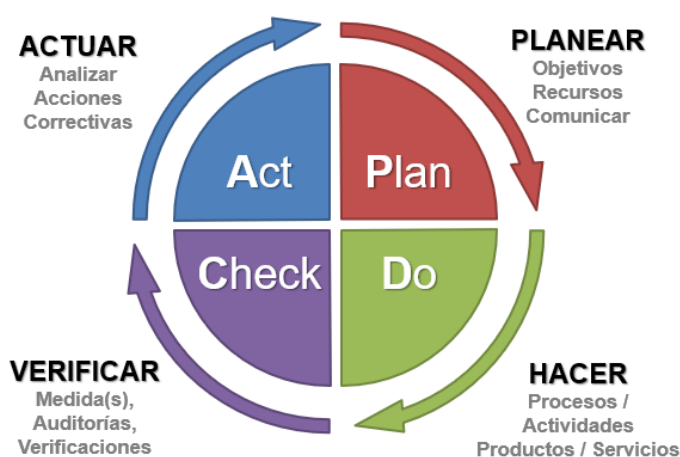 ACTUAR
Analizar
Acciones
Correctivas
PLANEAR
Objetivos
Recursos
Comunicar
Act
Plan
Check
Do
VERIFICAR
Medida(s),
Auditorías,
Verificaciones
HACER
Procesos /
Actividades
Productos / Servicios